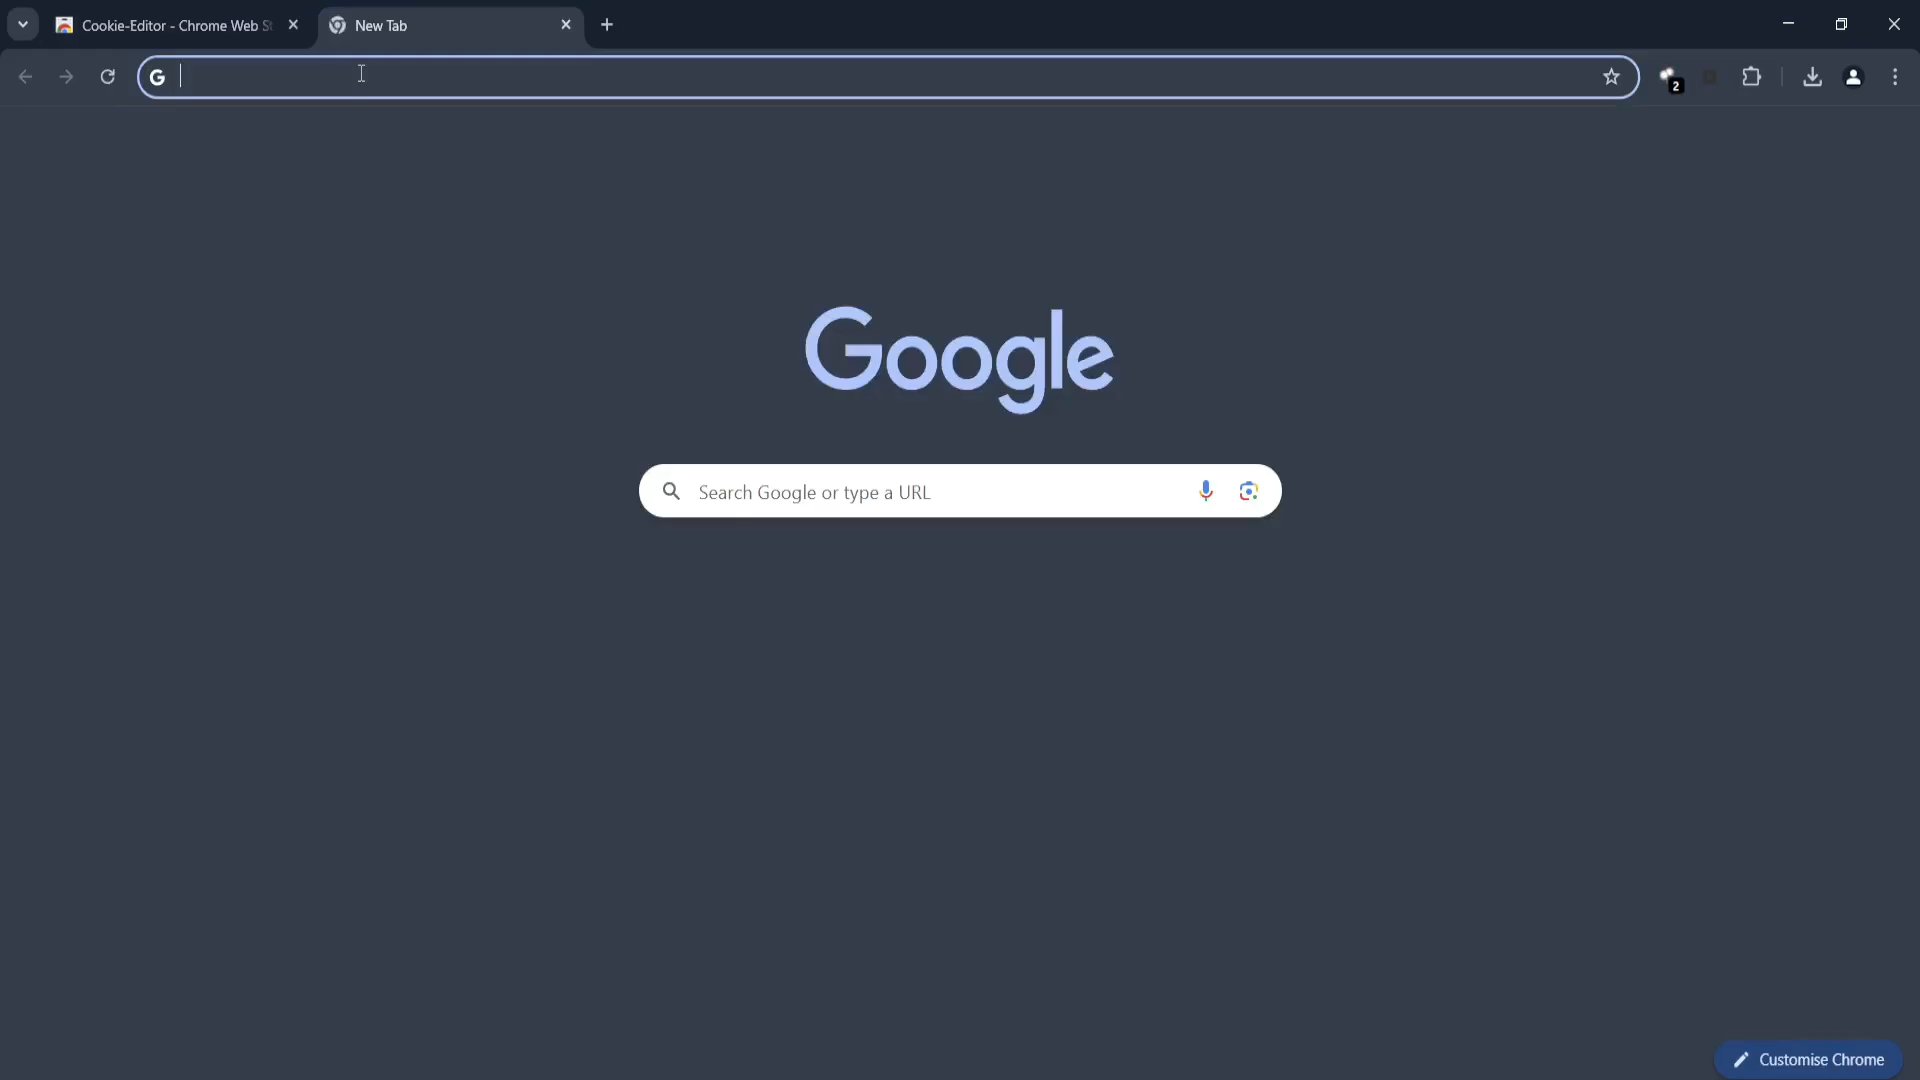 Cookie-Editor - Chrome Web St
New Tab
2
Google
Search Google or type a URL
Customise Chrome